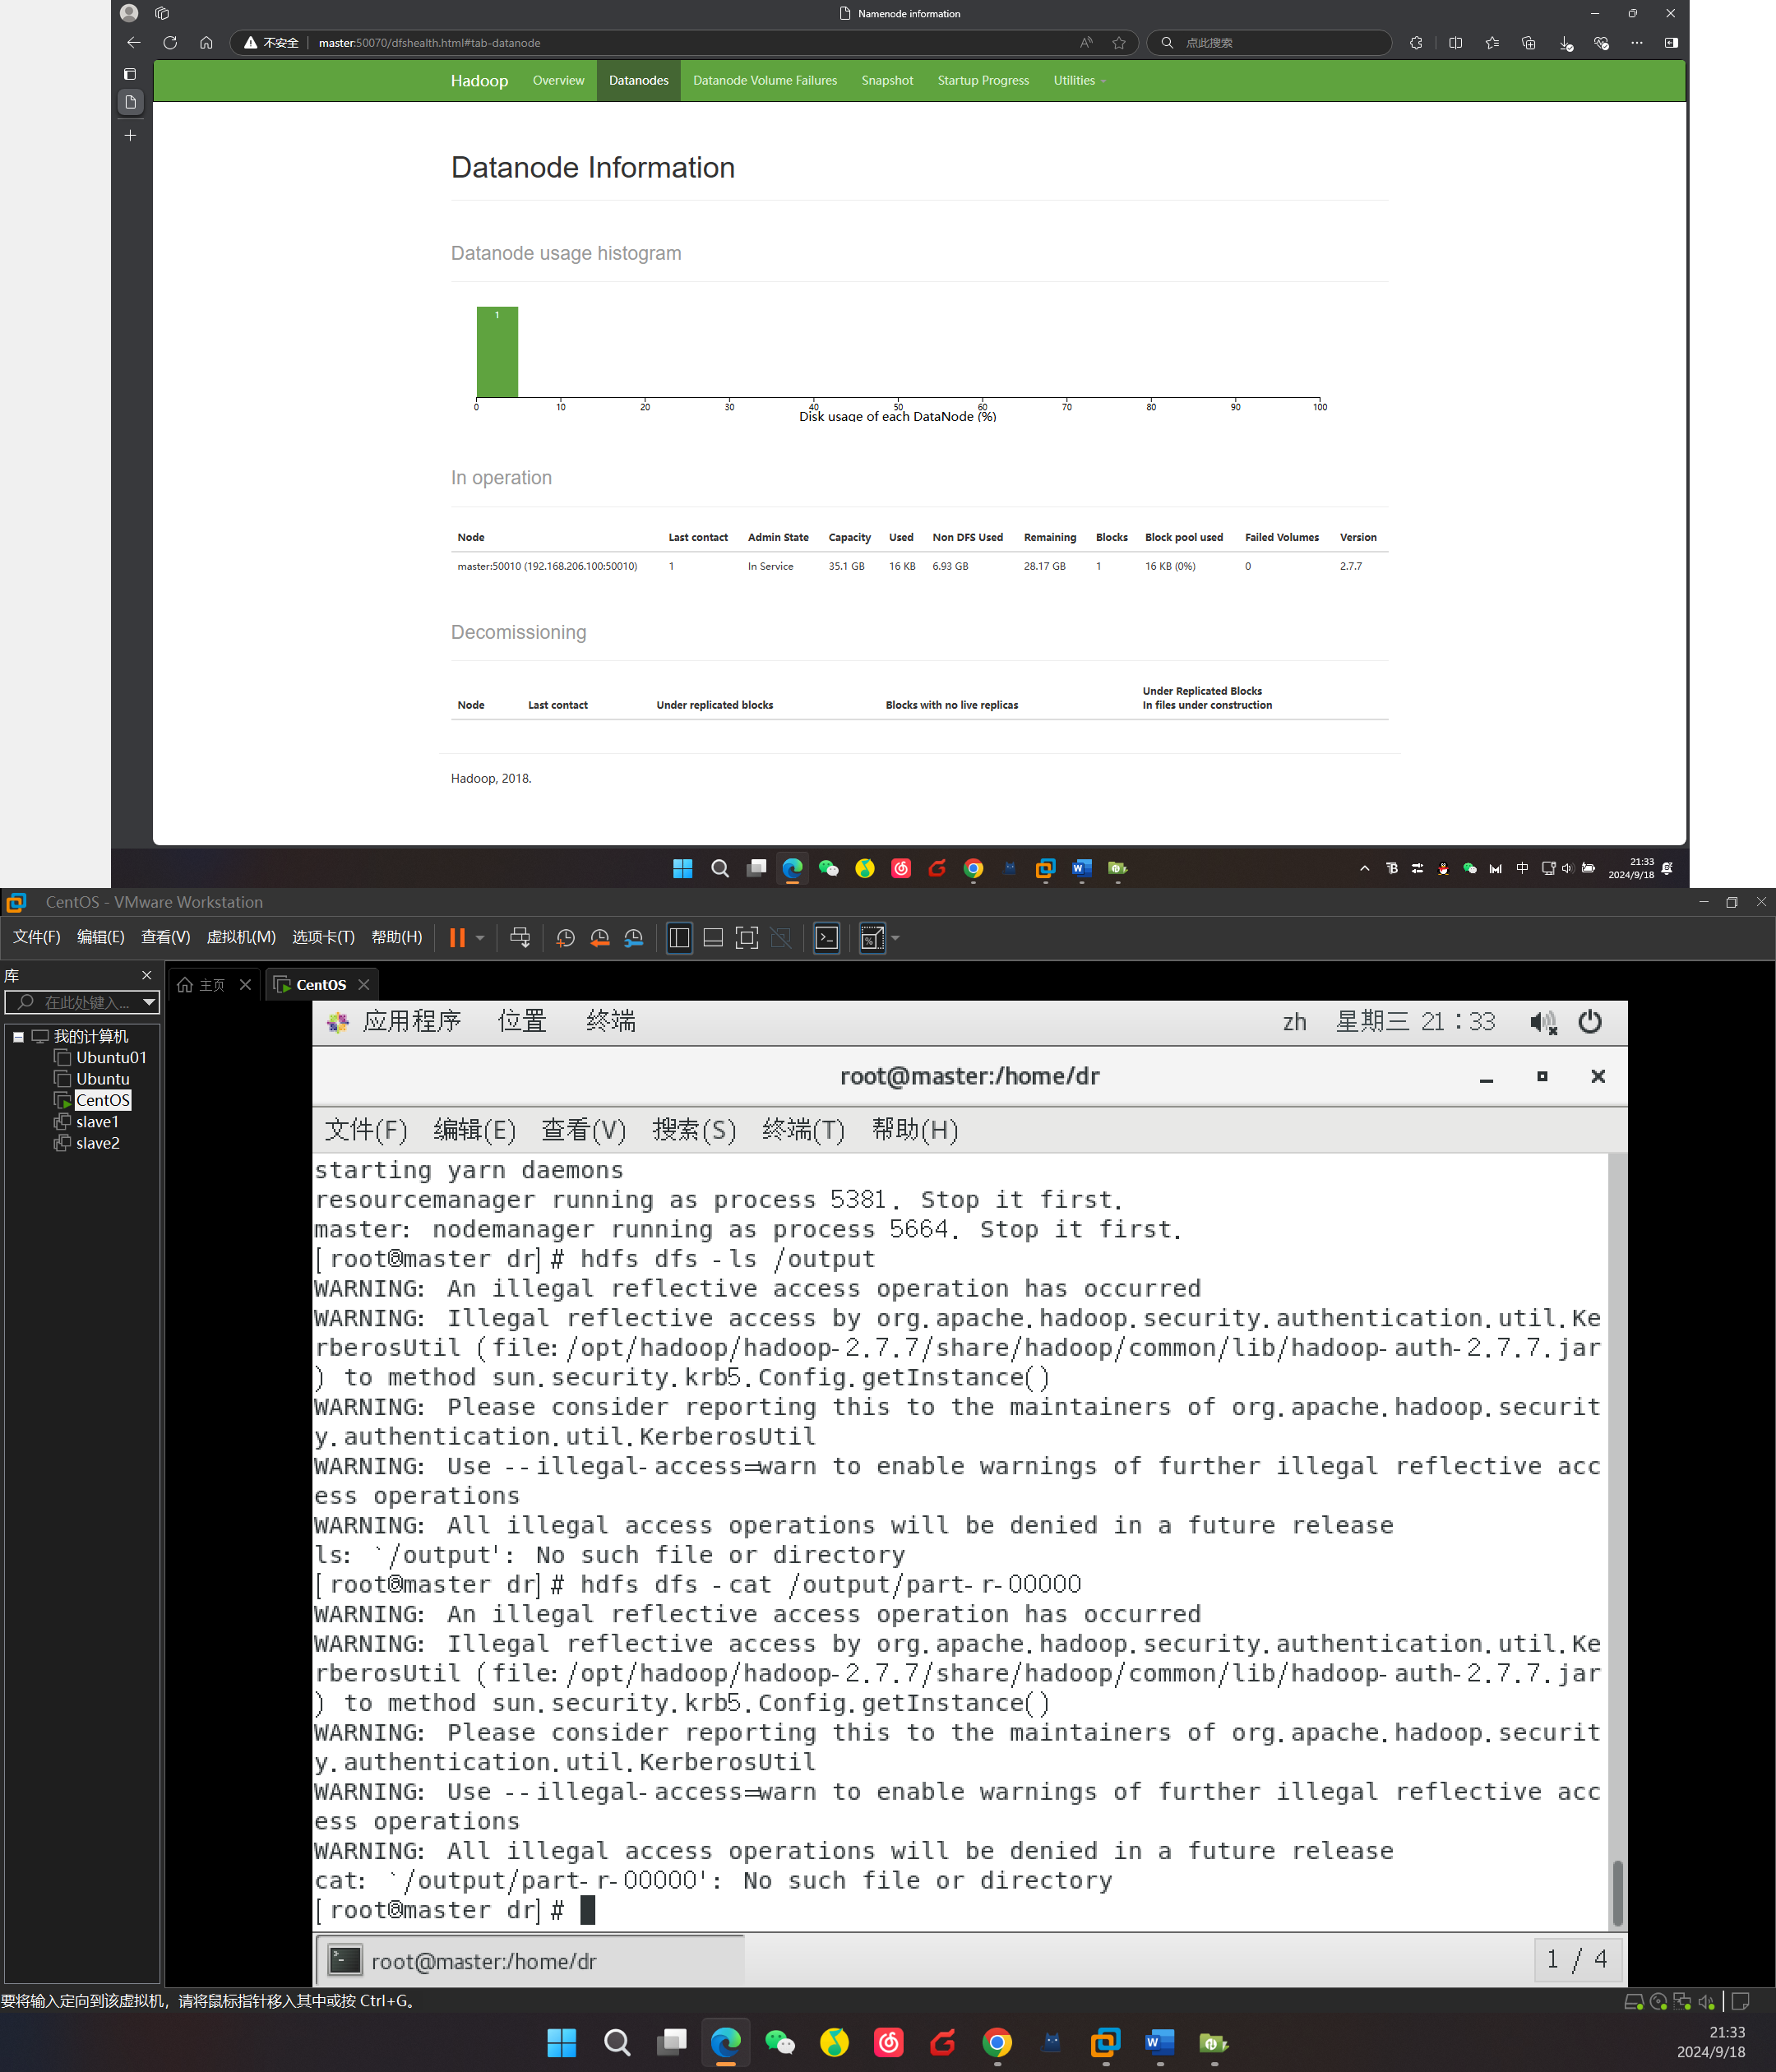 Namenode information
不安全 master:50070/dfshealth.html#tab-datanode 点此搜索
Hadoop Overview Datanodes Datanode Volume Failures Snapshot Startup Progress Utilities
Datanode Information
Datanode usage histogram
1
0 10 20 30 40 50 60 70 80 90 100
Disk usage of each DataNode (%)
In operation
Node Last contact Admin State Capacity Used Non DFS Used Remaining Blocks Block pool used Failed Volumes Version
master:50010 (192.168.206.100:50010) 1 In Service 35.1 GB 16 KB 6.93 GB 28.17 GB 1 16 KB (0%) 0 2.7.7
Decomissioning
Node Last contact Under replicated blocks Blocks with no live replicas Under Replicated Blocks
In files under construction
Hadoop, 2018.
中 21:33
2024/9/18
CentOS - VMware Workstation
文件(F) 编辑(E) 查看(V) 虚拟机(M) 选项卡(T) 帮助(H)
库
主页 CentOS
在此处键入...
我的计算机
Ubuntu01
Ubuntu
CentOS
slave1
slave2
应用程序 位置 终端 zh 星期三 21:33
root@master:/home/dr
文件(F) 编辑(E) 查看(V) 搜索(S) 终端(T) 帮助(H)
starting yarn daemons
resourcemanager running as process 5381. Stop it first.
master: nodemanager running as process 5664. Stop it first.
[root@master dr]# hdfs dfs -ls /output
WARNING: An illegal reflective access operation has occurred
WARNING: Illegal reflective access by org.apache.hadoop.security.authentication.util.Ke
rberosUtil (file:/opt/hadoop/hadoop-2.7.7/share/hadoop/common/lib/hadoop-auth-2.7.7.jar
) to method sun.security.krb5.Config.getInstance()
WARNING: Please consider reporting this to the maintainers of org.apache.hadoop.securit
y.authentication.util.KerberosUtil
WARNING: Use --illegal-access=warn to enable warnings of further illegal reflective acc
ess operations
WARNING: All illegal access operations will be denied in a future release
ls: `/output': No such file or directory
[root@master dr]# hdfs dfs -cat /output/part-r-00000
WARNING: An illegal reflective access operation has occurred
WARNING: Illegal reflective access by org.apache.hadoop.security.authentication.util.Ke
rberosUtil (file:/opt/hadoop/hadoop-2.7.7/share/hadoop/common/lib/hadoop-auth-2.7.7.jar
) to method sun.security.krb5.Config.getInstance()
WARNING: Please consider reporting this to the maintainers of org.apache.hadoop.securit
y.authentication.util.KerberosUtil
WARNING: Use --illegal-access=warn to enable warnings of further illegal reflective acc
ess operations
WARNING: All illegal access operations will be denied in a future release
cat: `/output/part-r-00000': No such file or directory
[root@master dr]#
root@master:/home/dr 1 / 4
要将输入定向到该虚拟机，请将鼠标指针移入其中或按 Ctrl+G。
21:33
2024/9/18